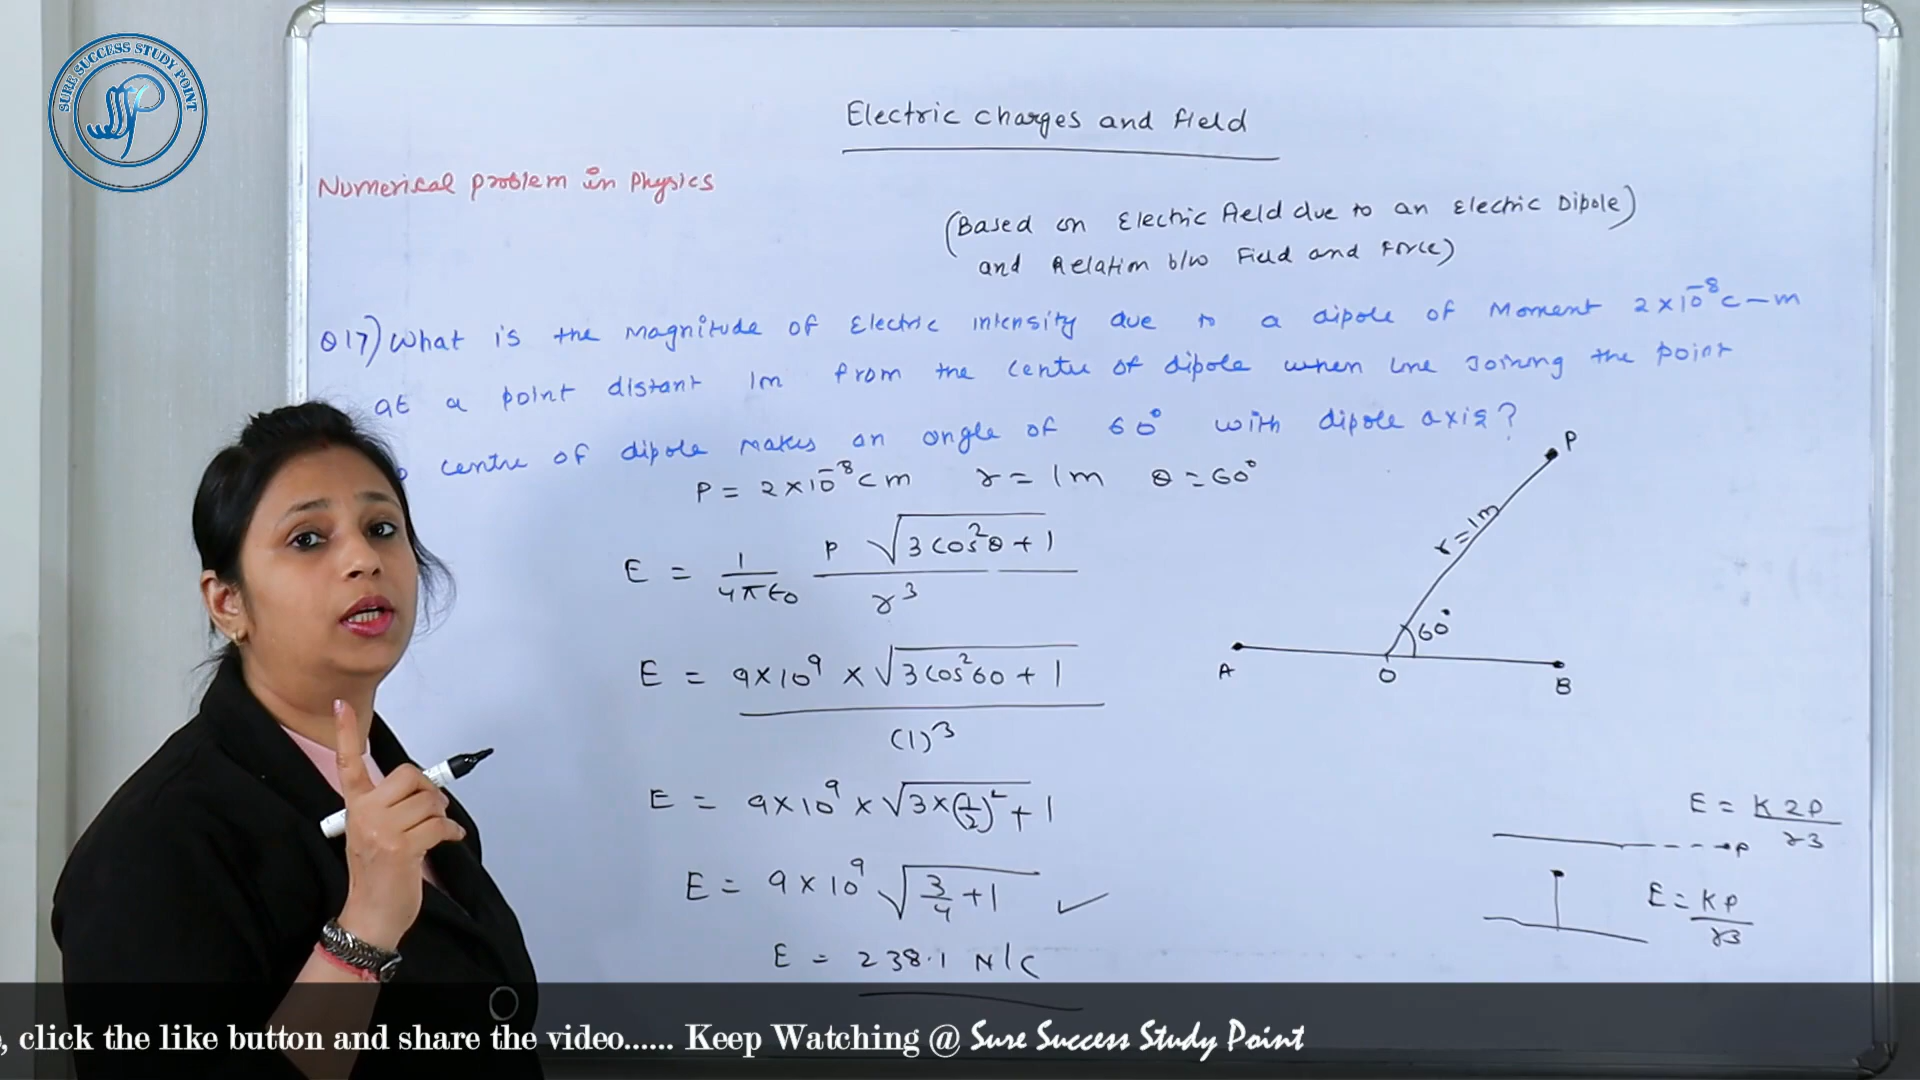 SURE SUCCESS STUDY POINT
Electric charges and field
Numerical problem in Physics
(Based on Electric field due to an Electric Dipole)
and Relation b/w Field and Force)
Q17) What is the magnitude of Electric intensity due to a dipole of Moment 2×10⁻⁸ C-m
at a point distant 1m from the centre of dipole when line Joining the point
centre of dipole makes an angle of 60° with dipole axis?
P = 2×10⁻⁸ cm r = 1m θ = 60°
E = 1/4πε₀ P √3cos²θ+1 / r³
E = 9×10⁹ × √3cos²60+1 / (1)³
E = 9×10⁹ × √3×(1/2)²+1
E = 9×10⁹ √3/4+1 ✓
E = 238.1 N/C
P
r=1m
60°
A O B
E = K2P/r3
P
E = KP/r3
, click the like button and share the video...... Keep Watching @ Sure Success Study Point